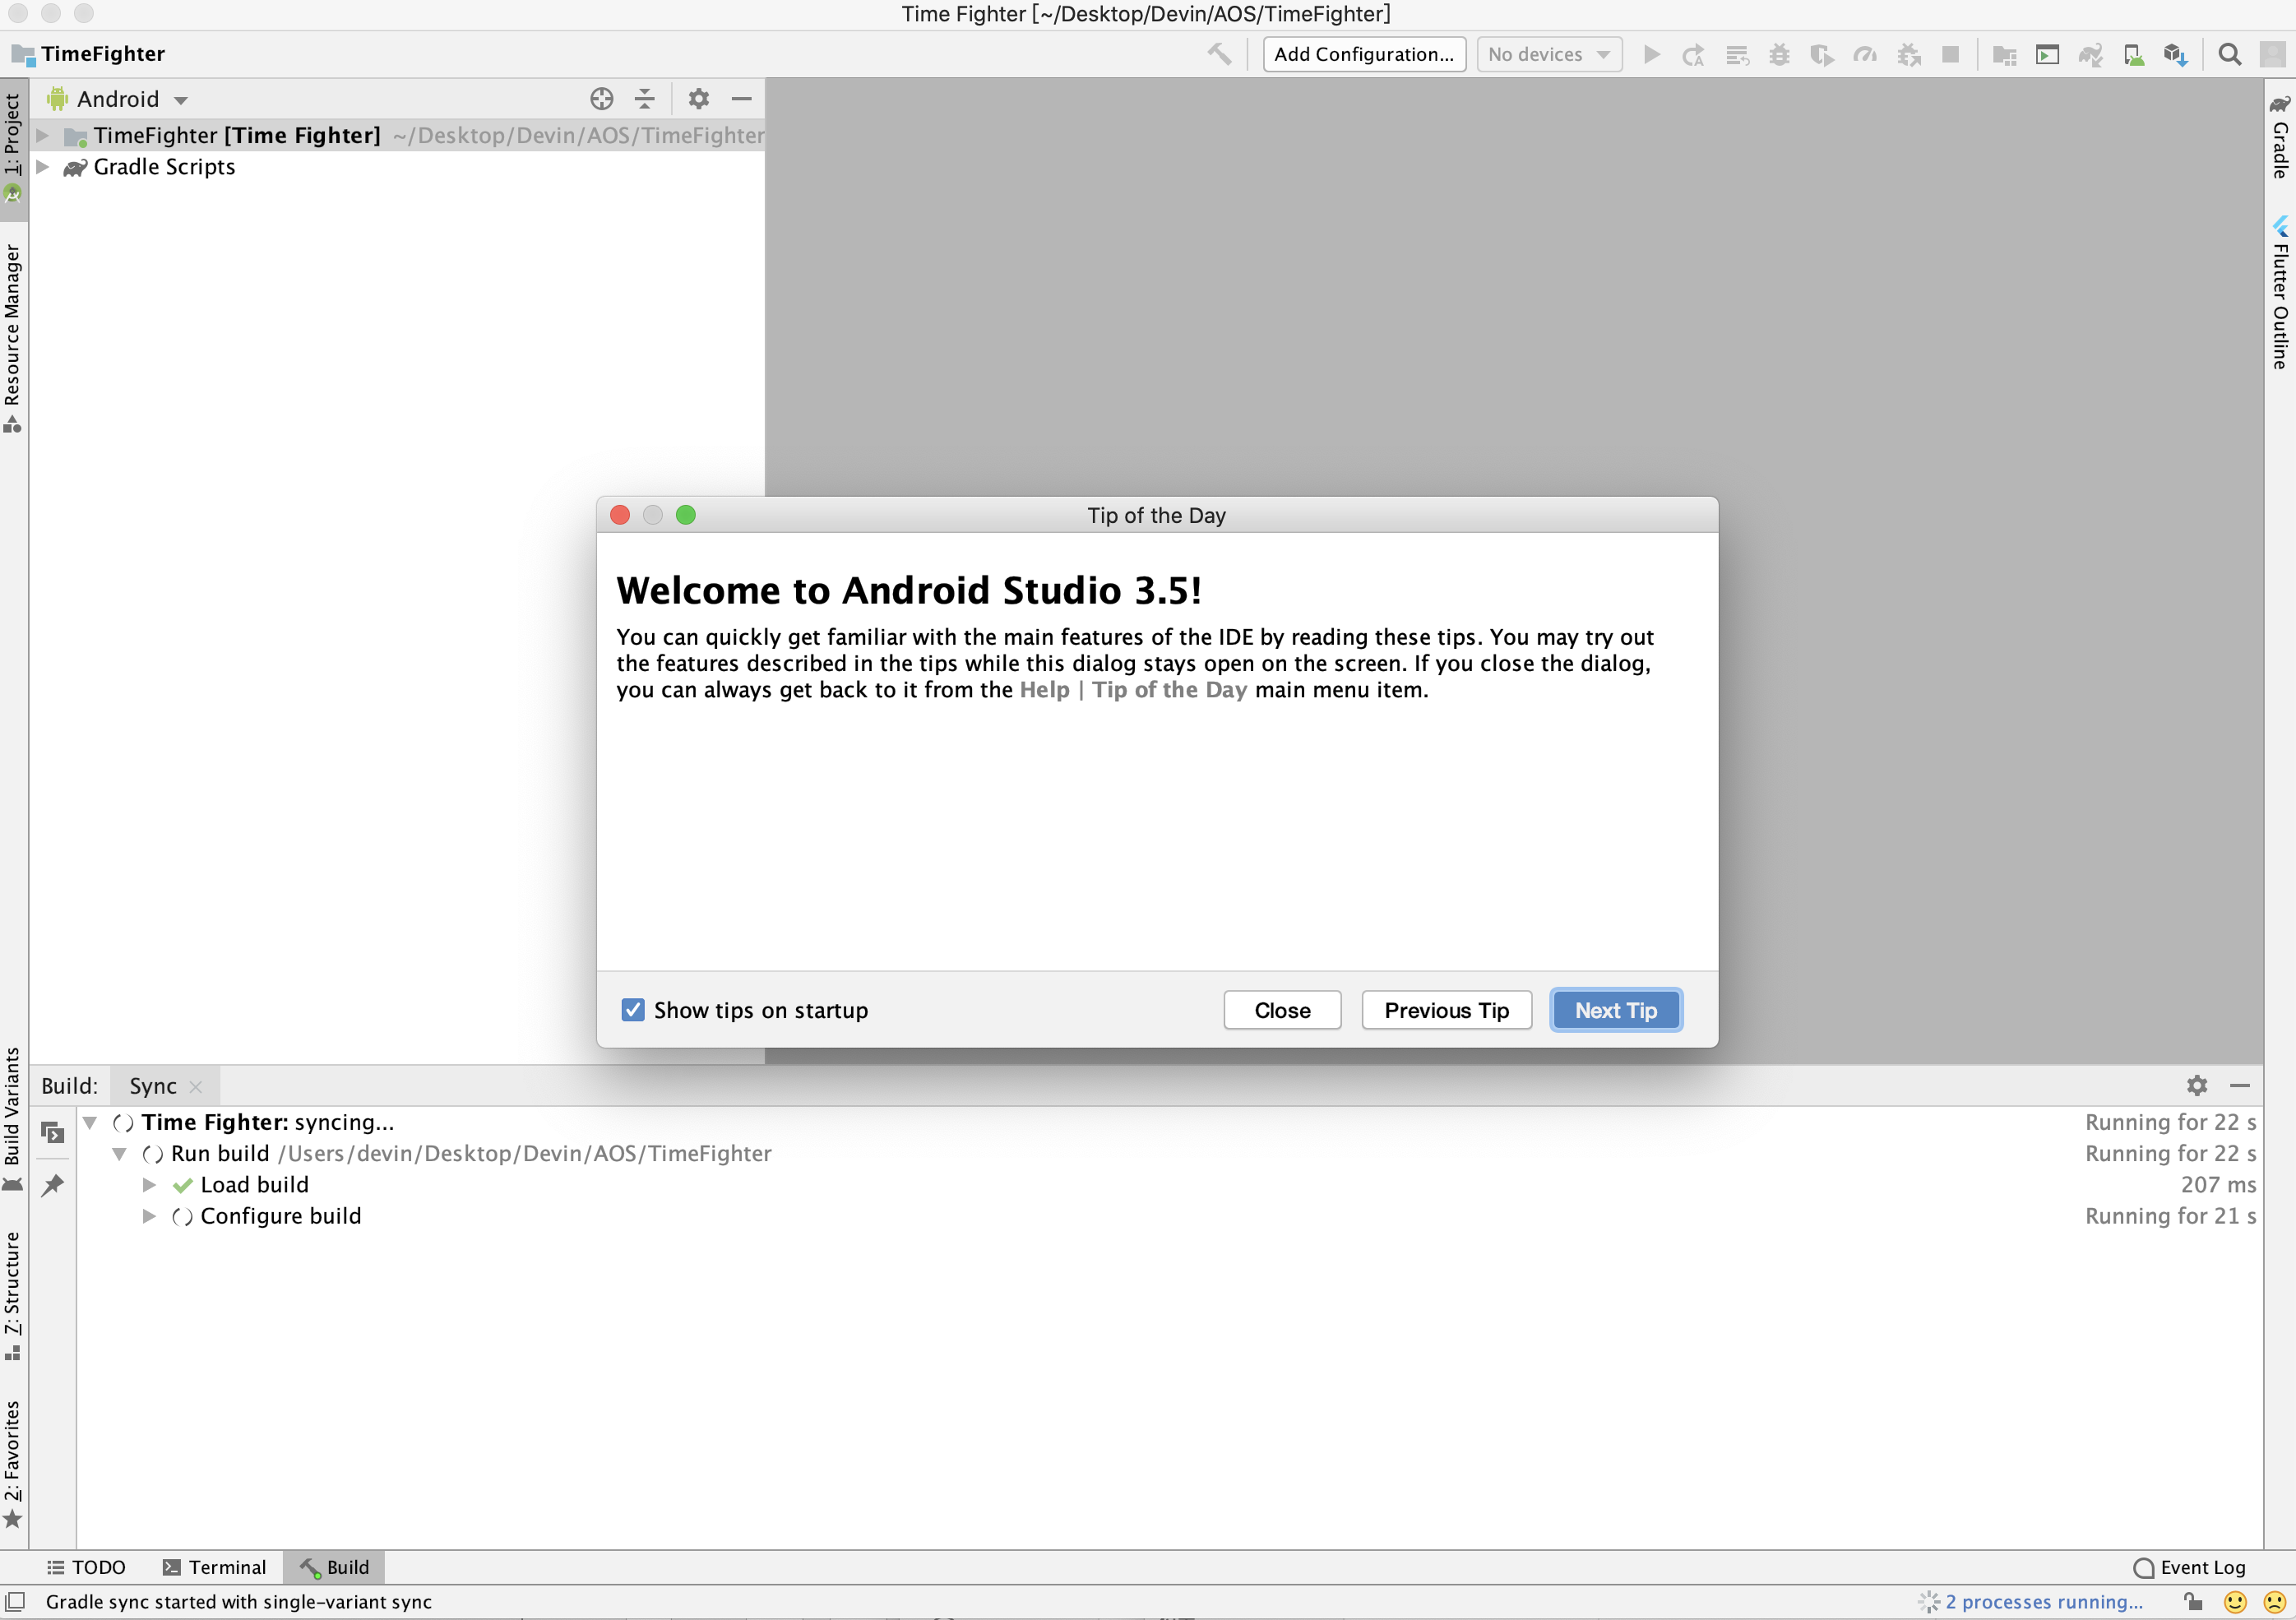 Time Fighter [~/Desktop/Devin/AOS/TimeFighter]
TimeFighter
Add Configuration...
No devices
1: Project
Android
TimeFighter [Time Fighter] ~/Desktop/Devin/AOS/TimeFighter
Gradle Scripts
Resource Manager
Gradle
Flutter Outline
Tip of the Day
Welcome to Android Studio 3.5!
You can quickly get familiar with the main features of the IDE by reading these tips. You may try out
the features described in the tips while this dialog stays open on the screen. If you close the dialog,
you can always get back to it from the Help | Tip of the Day main menu item.
Show tips on startup
Close
Previous Tip
Next Tip
Build Variants
Z: Structure
2: Favorites
Build: Sync
Time Fighter: syncing... Running for 22 s
Run build /Users/devin/Desktop/Devin/AOS/TimeFighter Running for 22 s
Load build 207 ms
Configure build Running for 21 s
TODO
Terminal
Build
Event Log
Gradle sync started with single-variant sync
2 processes running...